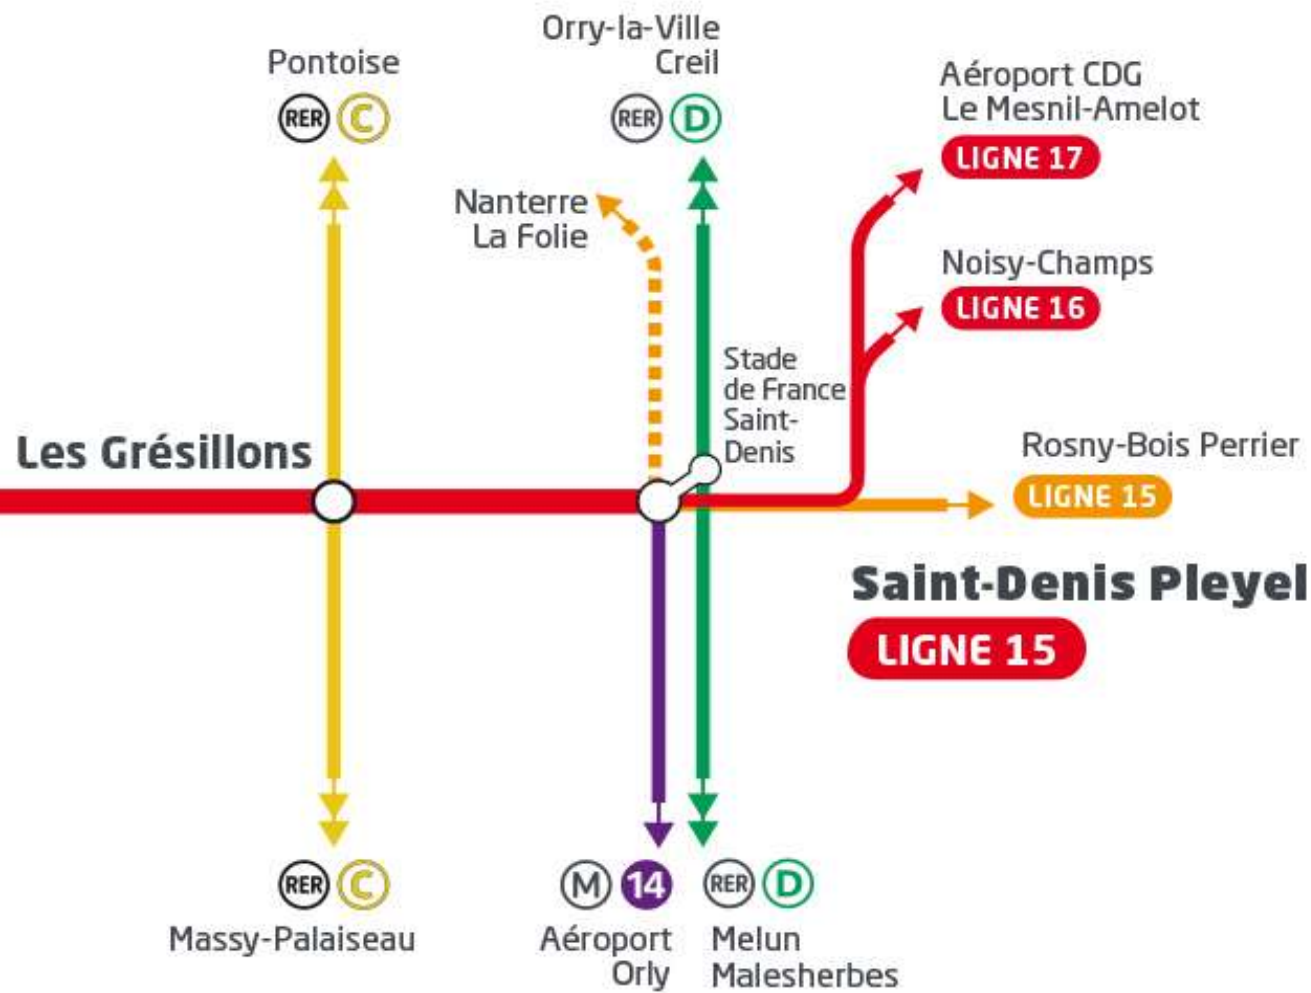 Orry-la-Ville
Creil
Pontoise
RER C
RER D
Aéroport CDG
Le Mesnil-Amelot
LIGNE 17
Nanterre
La Folie
Noisy-Champs
LIGNE 16
Stade
de France
Saint-
Denis
Les Grésillons
Rosny-Bois Perrier
LIGNE 15
Saint-Denis Pleyel
LIGNE 15
RER C
Massy-Palaiseau
M 14
Aéroport
Orly
RER D
Melun
Malesherbes